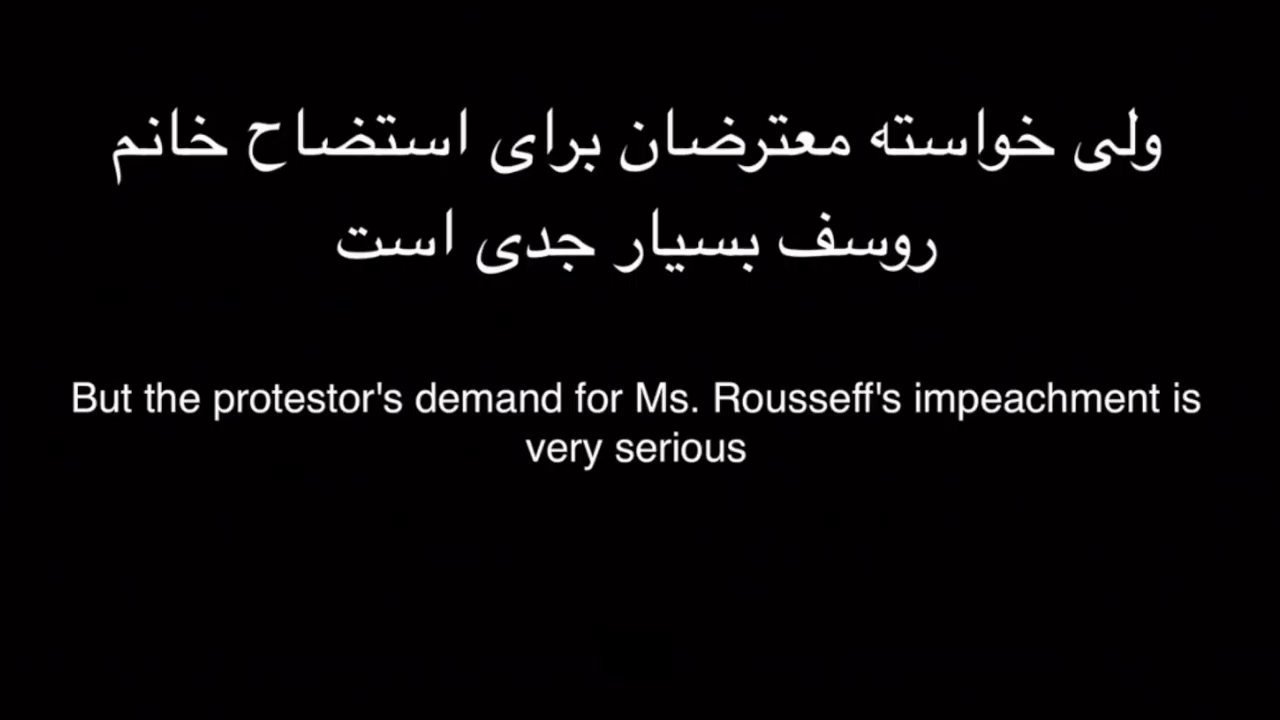 ولی خواسته معترضان برای استضاح خانم
روسف بسیار جدی است
But the protestor's demand for Ms. Rousseff's impeachment is
very serious